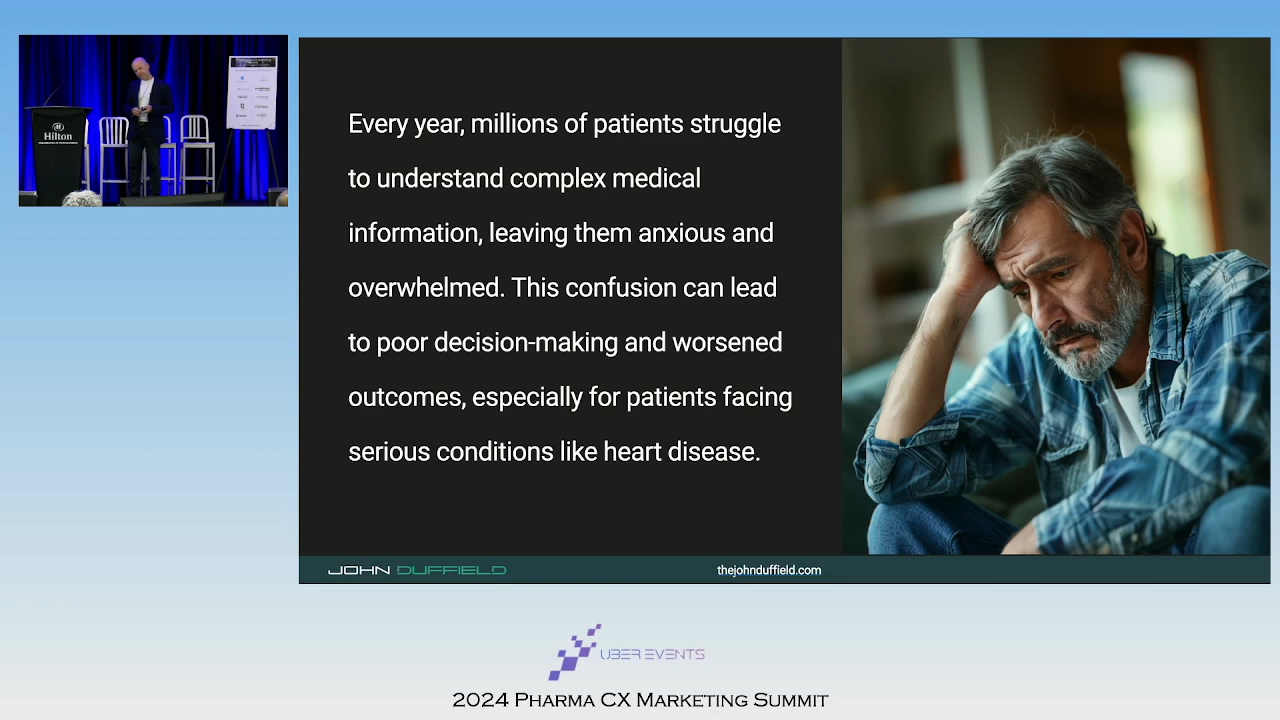 Hilton
Every year, millions of patients struggle
to understand complex medical
information, leaving them anxious and
overwhelmed. This confusion can lead
to poor decision-making and worsened
outcomes, especially for patients facing
serious conditions like heart disease.
JOHN DUFFIELD
thejohnduffield.com
UBER EVENTS
2024 Pharma CX Marketing Summit